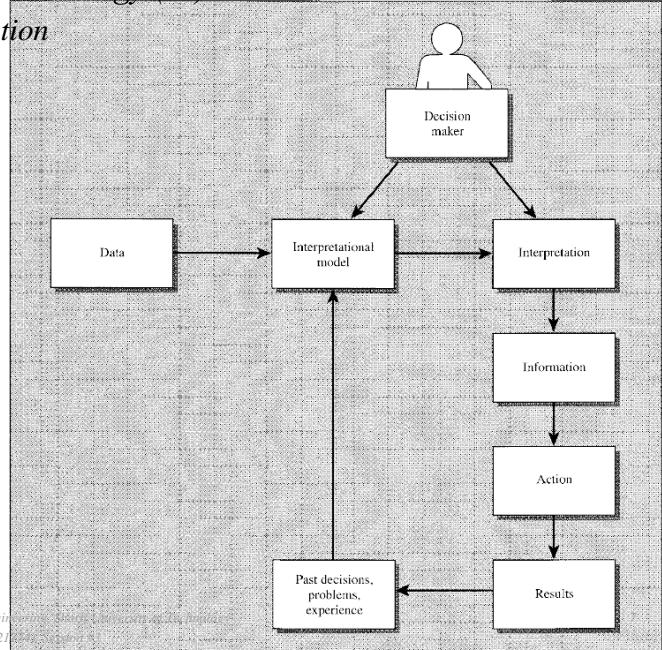 tion
Decision
maker
Data
Interpretational
model
Interpretation
Information
Action
Past decisions,
problems,
experience
Results